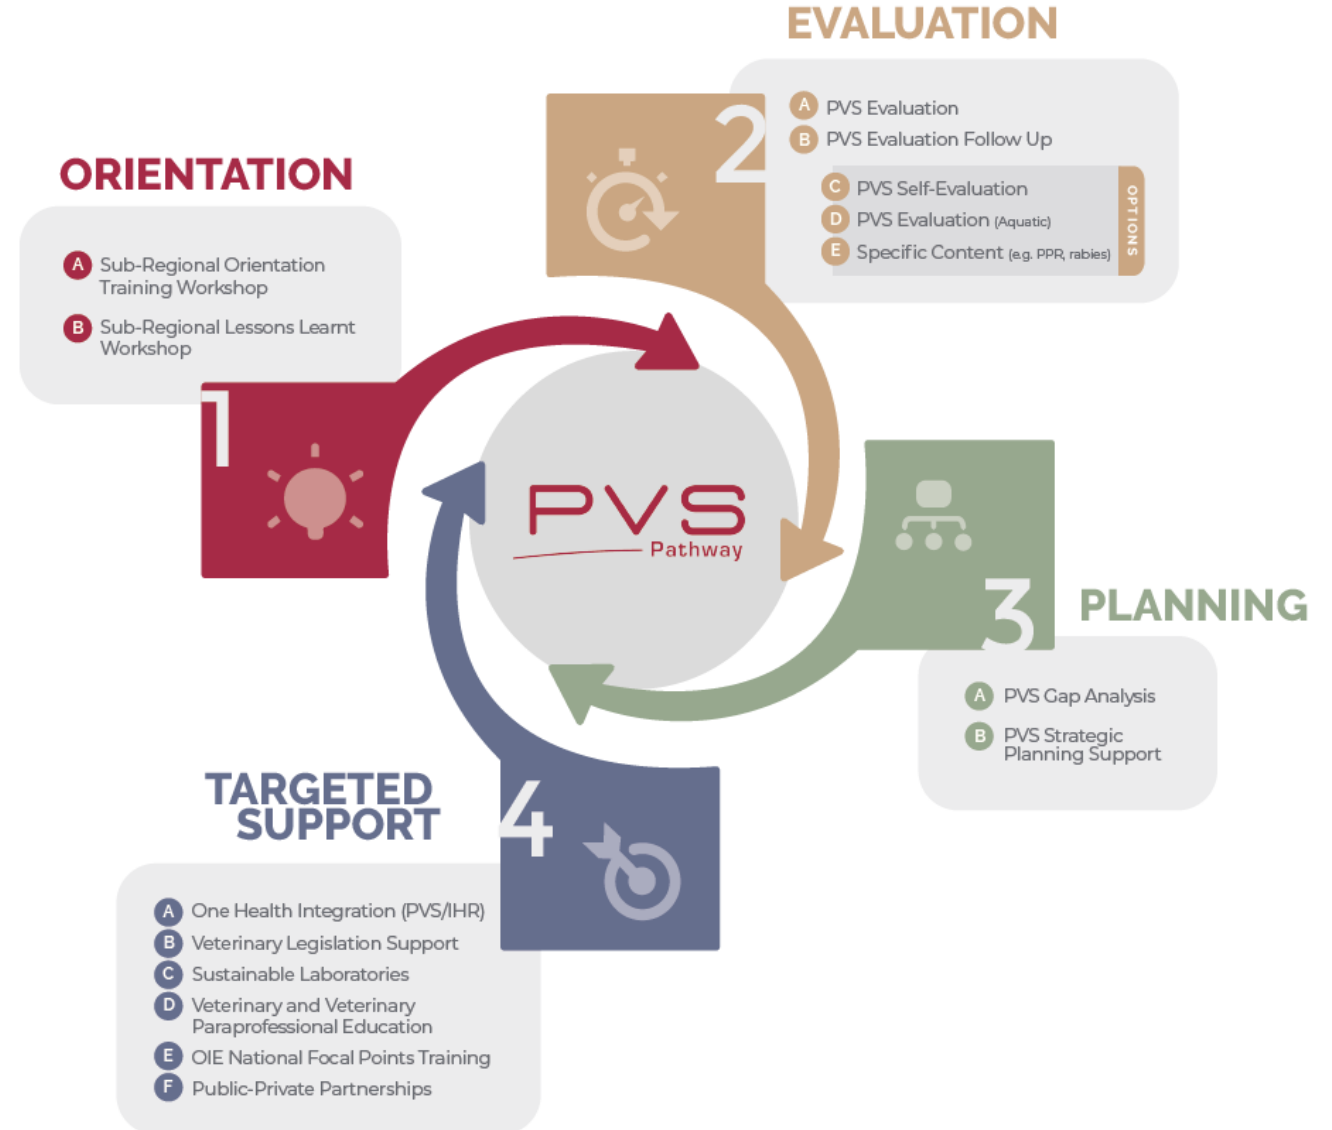 ORIENTATION
A Sub-Regional Orientation
Training Workshop
B Sub-Regional Lessons Learnt
Workshop
1
EVALUATION
2
A PVS Evaluation
B PVS Evaluation Follow Up
C PVS Self-Evaluation
D PVS Evaluation (Aquatic)
E Specific Content (e.g. PPR, rabies)
OPTIONS
PVS
Pathway
3
PLANNING
A PVS Gap Analysis
B PVS Strategic
Planning Support
TARGETED
SUPPORT
4
A One Health Integration (PVS/IHR)
B Veterinary Legislation Support
C Sustainable Laboratories
D Veterinary and Veterinary
Paraprofessional Education
E OIE National Focal Points Training
F Public-Private Partnerships